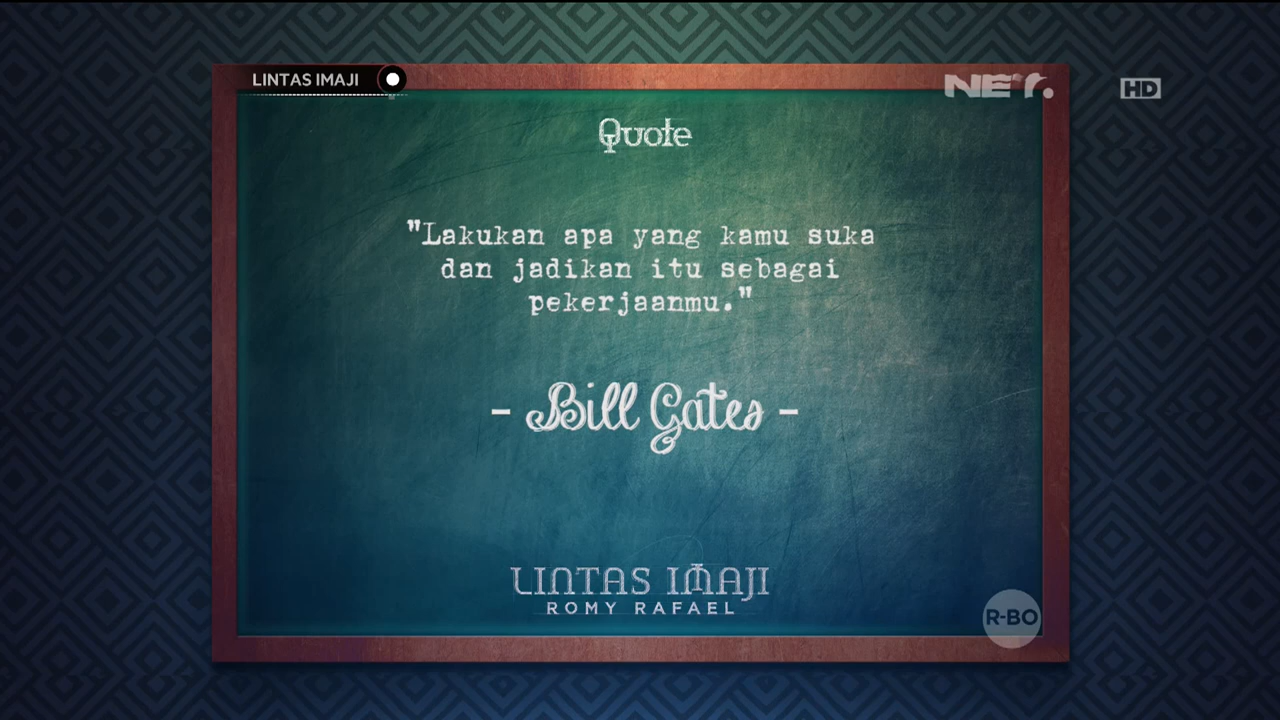 LINTAS IMAJI
NET.
HD
Quote
"Lakukan apa yang kamu suka
dan jadikan itu sebagai
pekerjaanmu."
- Bill Gates -
LINTAS IMAJI
ROMY RAFAEL
R-BO